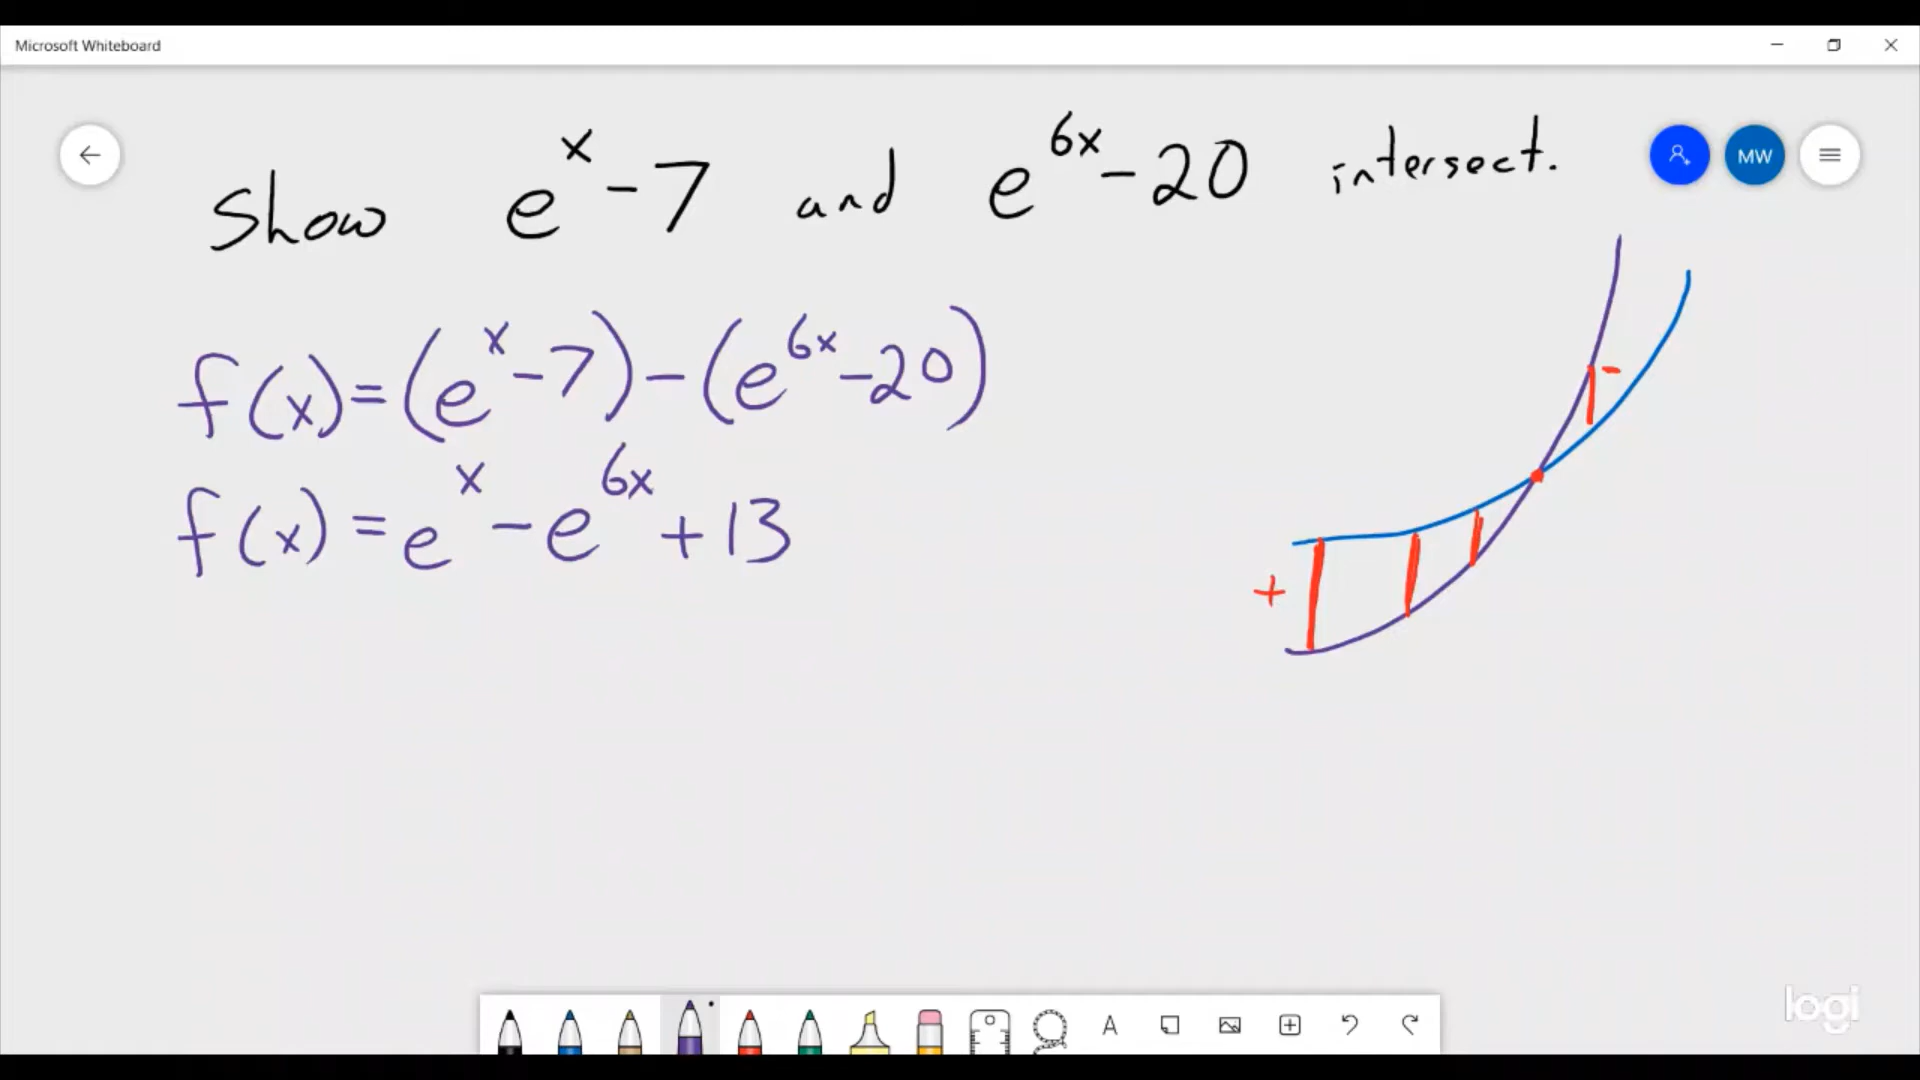 Microsoft Whiteboard
Show e^x - 7 and e^6x - 20 intersect.
MW
f(x) = (e^x - 7) - (e^6x - 20)
f(x) = e^x - e^6x + 13
-
+
A
logi